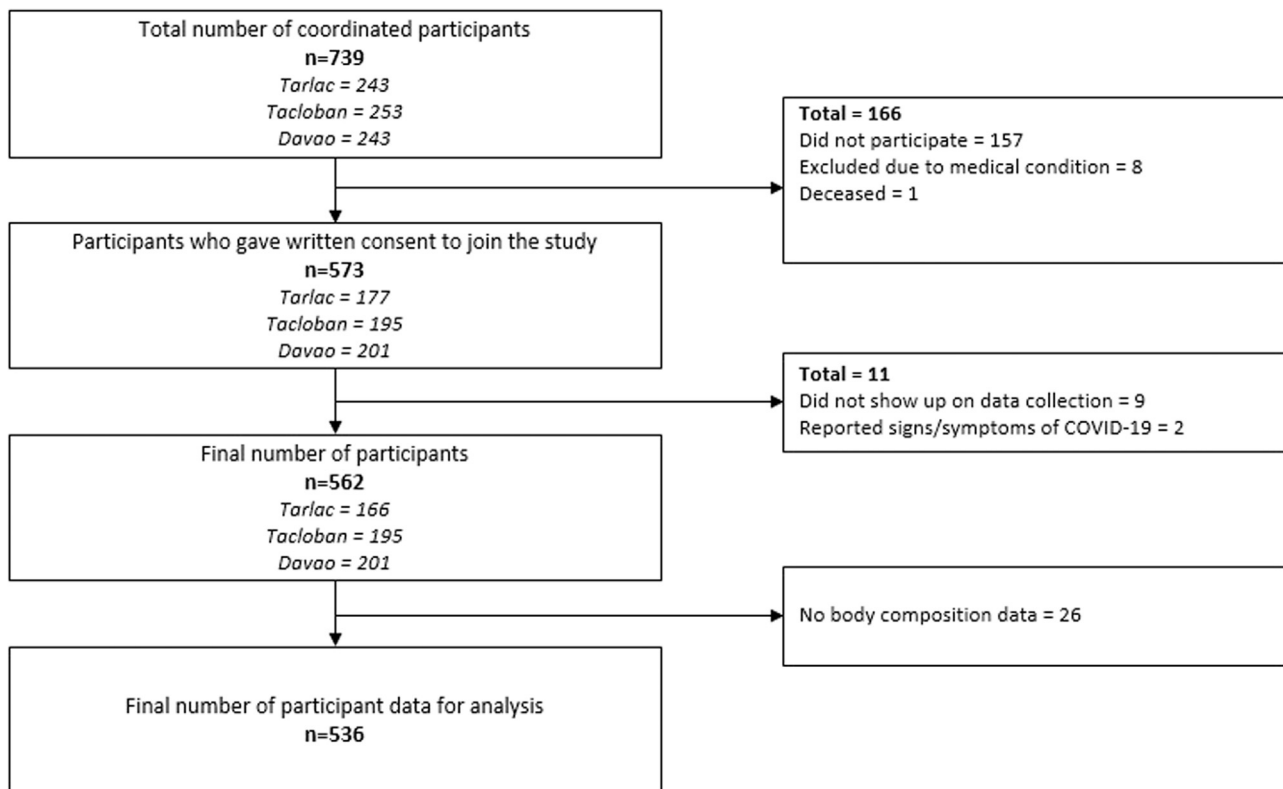 Total number of coordinated participants
n=739
Tarlac = 243
Tacloban = 253
Davao = 243
Total = 166
Did not participate = 157
Excluded due to medical condition = 8
Deceased = 1
Participants who gave written consent to join the study
n=573
Tarlac = 177
Tacloban = 195
Davao = 201
Total = 11
Did not show up on data collection = 9
Reported signs/symptoms of COVID-19 = 2
Final number of participants
n=562
Tarlac = 166
Tacloban = 195
Davao = 201
No body composition data = 26
Final number of participant data for analysis
n=536